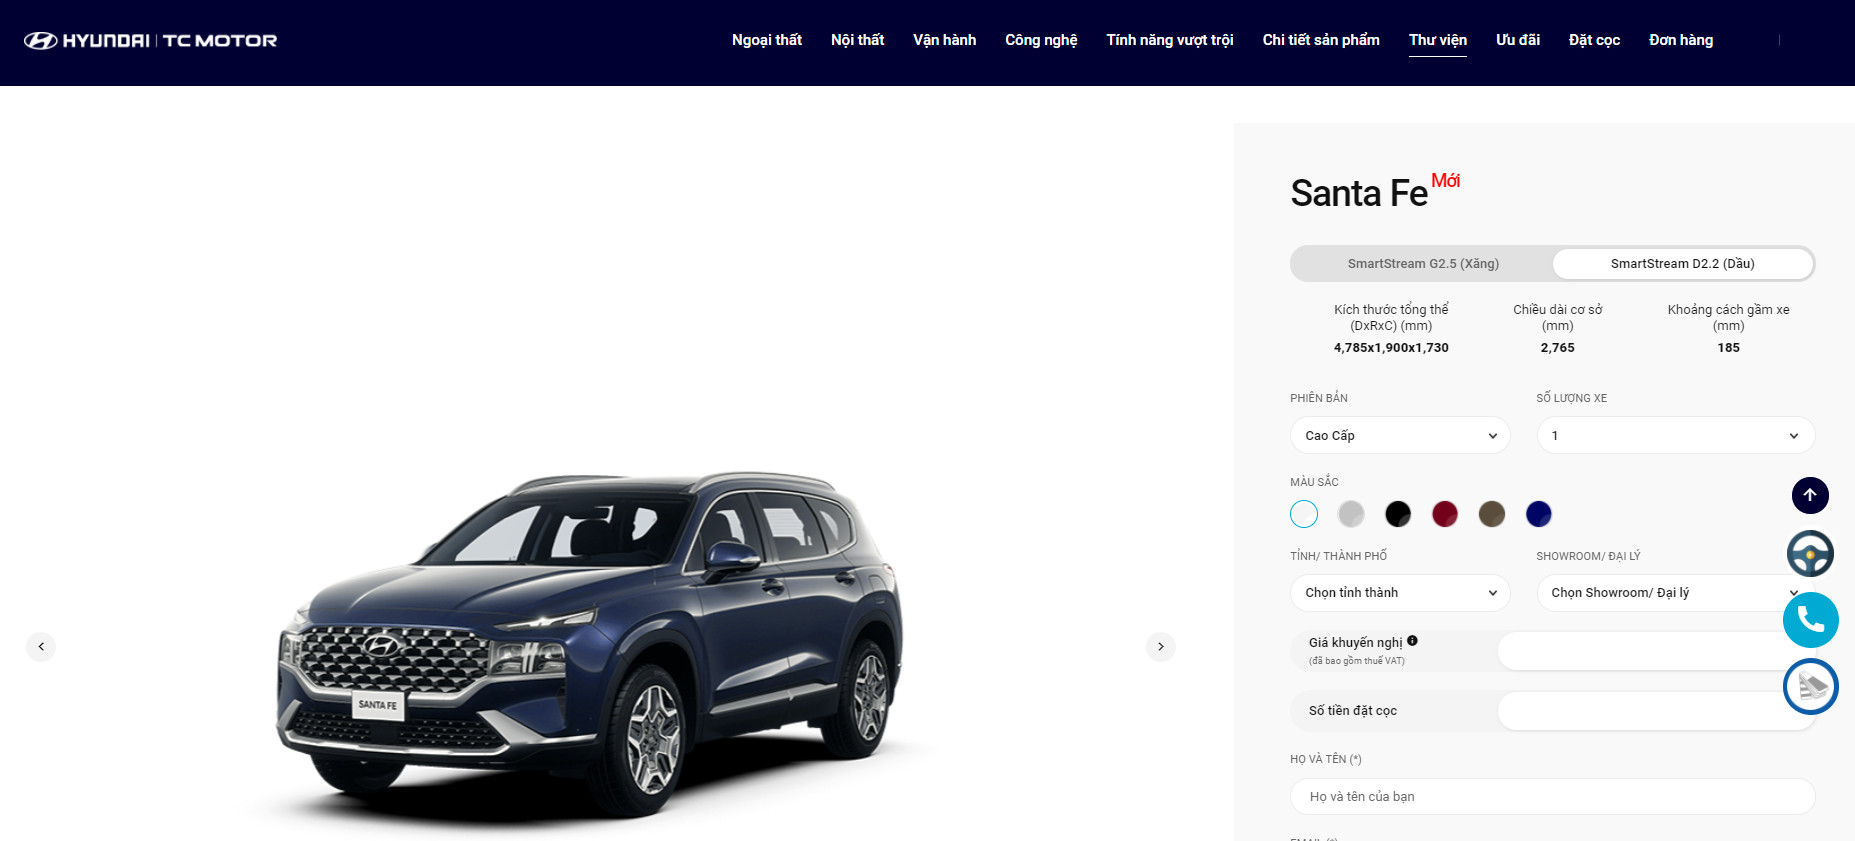 HYUNDAI | TC MOTOR
Ngoại thất Nội thất Vận hành Công nghệ Tính năng vượt trội Chi tiết sản phẩm Thư viện Ưu đãi Đặt cọc Đơn hàng
Santa Fe Mới
SmartStream G2.5 (Xăng) SmartStream D2.2 (Dầu)
Kích thước tổng thể Chiều dài cơ sở Khoảng cách gầm xe
(DxRxC) (mm) (mm) (mm)
4,785x1,900x1,730 2,765 185
PHIÊN BẢN SỐ LƯỢNG XE
Cao Cấp 1
MÀU SẮC
TỈNH/ THÀNH PHỐ SHOWROOM/ ĐẠI LÝ
Chọn tỉnh thành Chọn Showroom/ Đại lý
Giá khuyến nghị
(đã bao gồm thuế VAT)
SANTA FE
Số tiền đặt cọc
HỌ VÀ TÊN (*)
Họ và tên của bạn